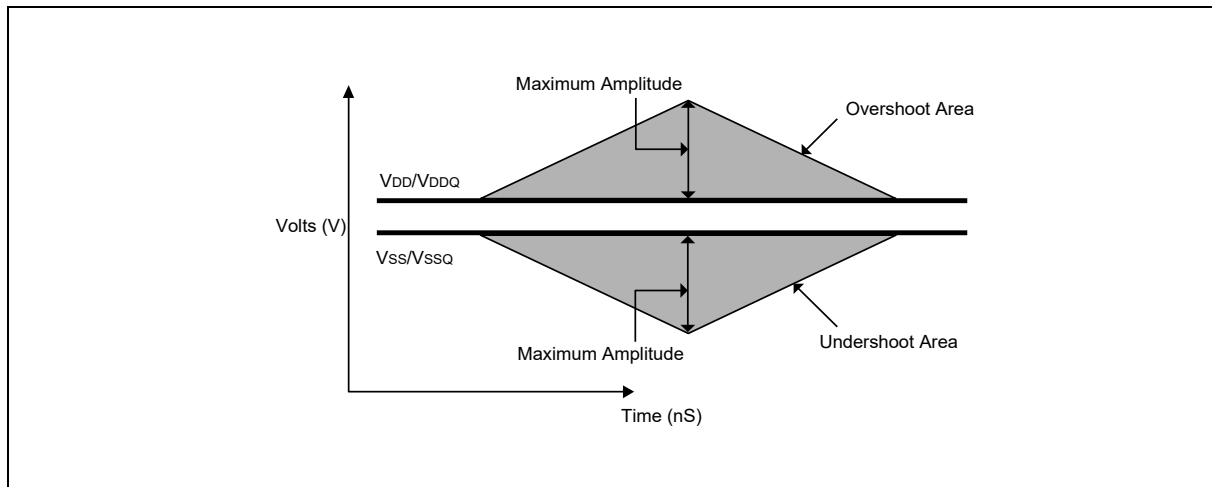 Maximum Amplitude
Overshoot Area
VDD/VDDQ
Volts (V)
VSS/VSSQ
Maximum Amplitude
Undershoot Area
Time (nS)